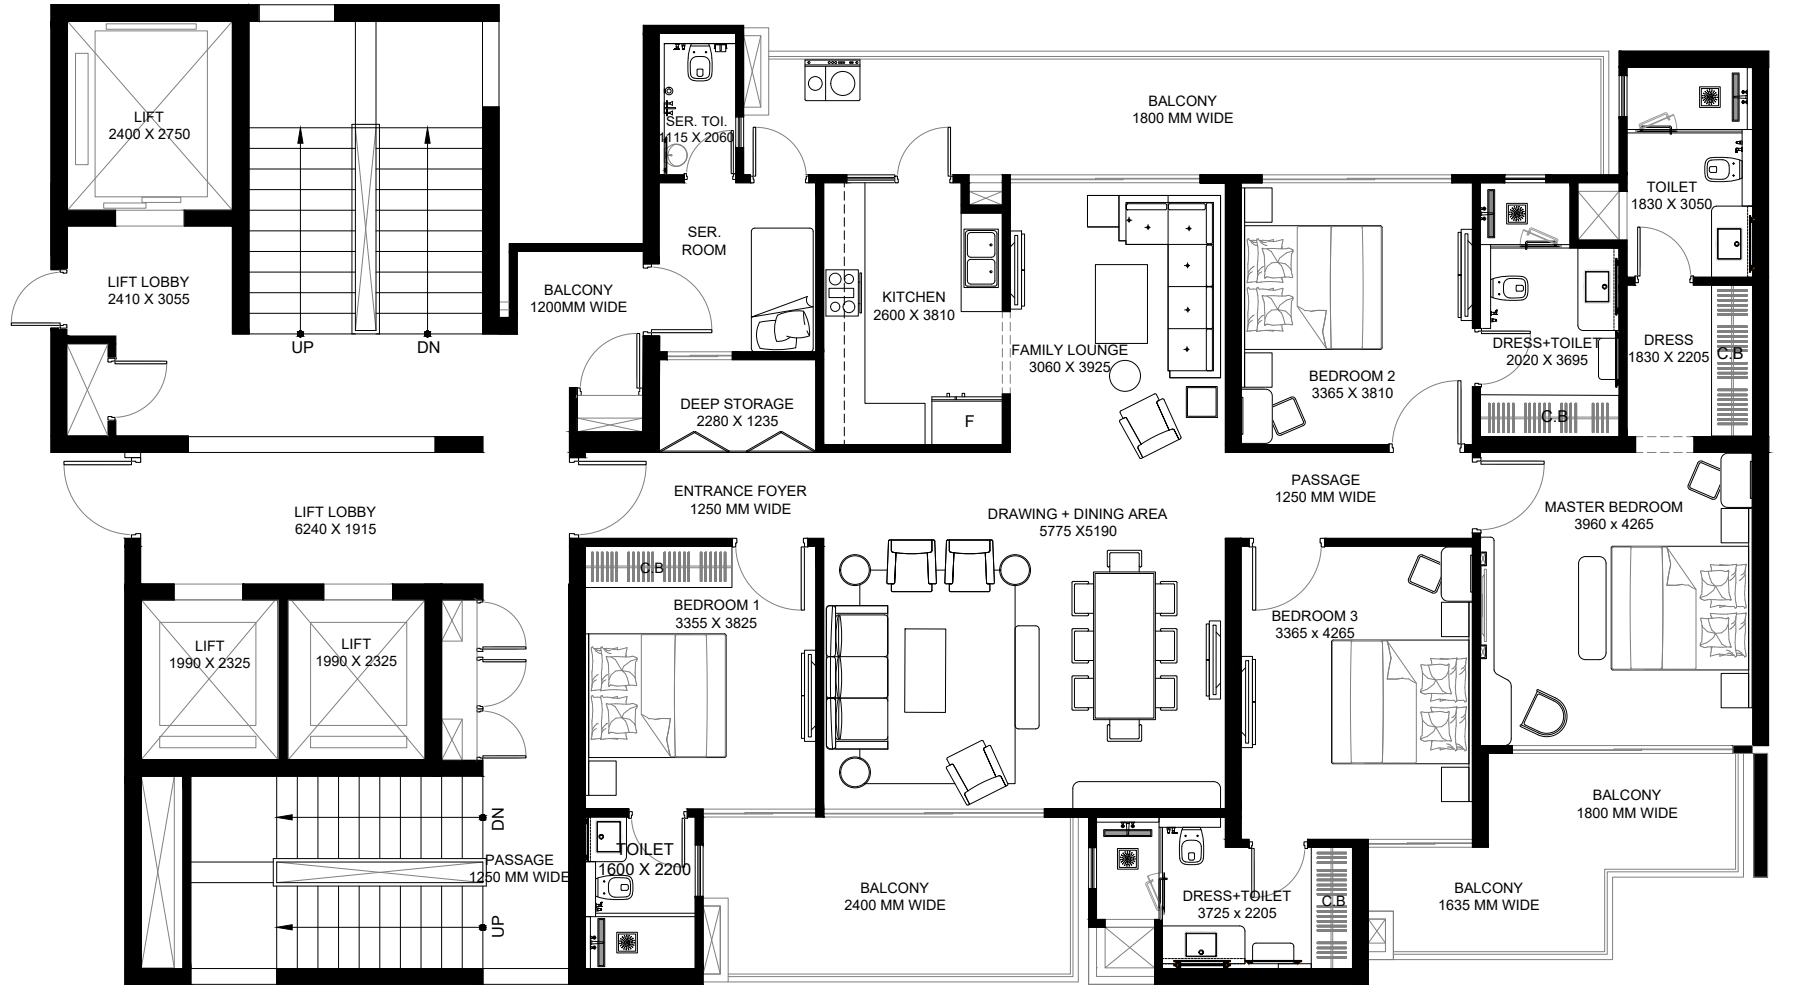 LIFT
2400 X 2750
LIFT LOBBY
2410 X 3055
UP
DN
SER. TOI.
1115 X 2060
BALCONY
1800 MM WIDE
SER.
ROOM
BALCONY
1200MM WIDE
KITCHEN
2600 X 3810
F
DEEP STORAGE
2280 X 1235
FAMILY LOUNGE
3060 X 3925
BEDROOM 2
3365 X 3810
DRESS+TOILET
2020 X 3695
C.B
TOILET
1830 X 3050
DRESS
1830 X 2205
C.B
LIFT LOBBY
6240 X 1915
ENTRANCE FOYER
1250 MM WIDE
DRAWING + DINING AREA
5775 X5190
PASSAGE
1250 MM WIDE
MASTER BEDROOM
3960 x 4265
LIFT
1990 X 2325
LIFT
1990 X 2325
C.B
BEDROOM 1
3355 X 3825
BEDROOM 3
3365 x 4265
BALCONY
1800 MM WIDE
DN
UP
PASSAGE
1250 MM WIDE
TOILET
1600 X 2200
BALCONY
2400 MM WIDE
DRESS+TOILET
3725 x 2205
C.B
BALCONY
1635 MM WIDE